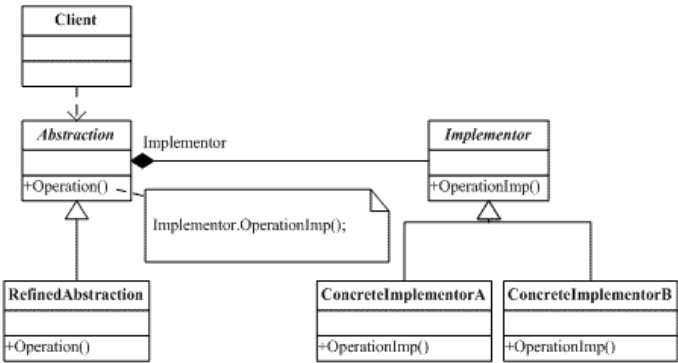 Client
Abstraction
Implementor
Implementor
+Operation()
+OperationImp()
Implementor.OperationImp();
RefinedAbstraction
ConcreteImplementorA
ConcreteImplementorB
+Operation()
+OperationImp()
+OperationImp()